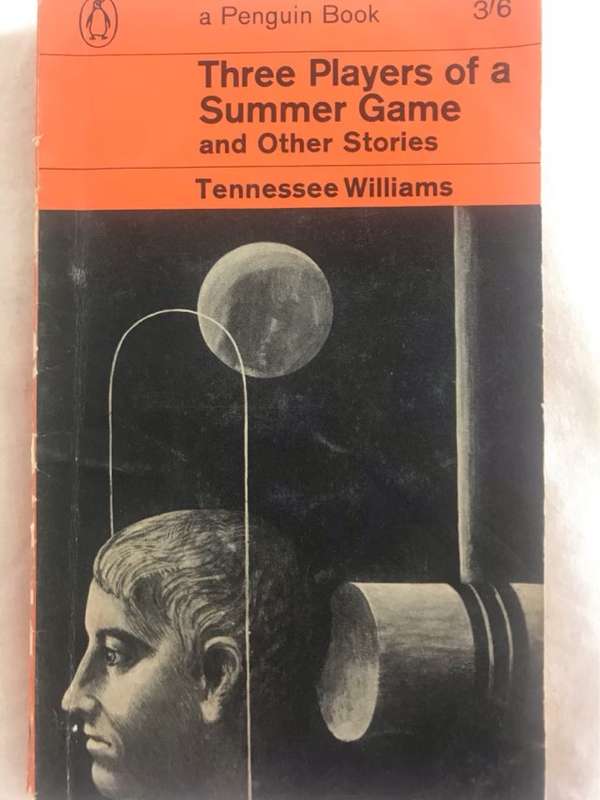 a Penguin Book
3/6
Three Players of a
Summer Game
and Other Stories
Tennessee Williams